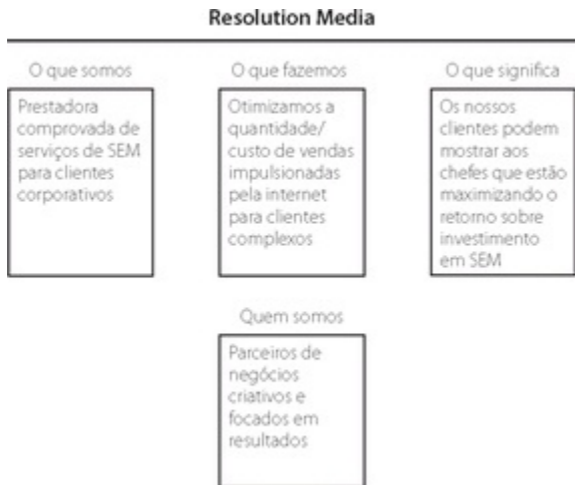 Resolution Media
O que somos
Prestadora
comprovada de
serviços de SEM
para clientes
corporativos
O que fazemos
Otimizamos a
quantidade/
custo de vendas
impulsionadas
pela internet
para clientes
complexos
O que significa
Os nossos
clientes podem
mostrar aos
chefes que estão
maximizando o
retorno sobre
investimento
em SEM
Quem somos
Parceiros de
negócios
criativos e
focados em
resultados